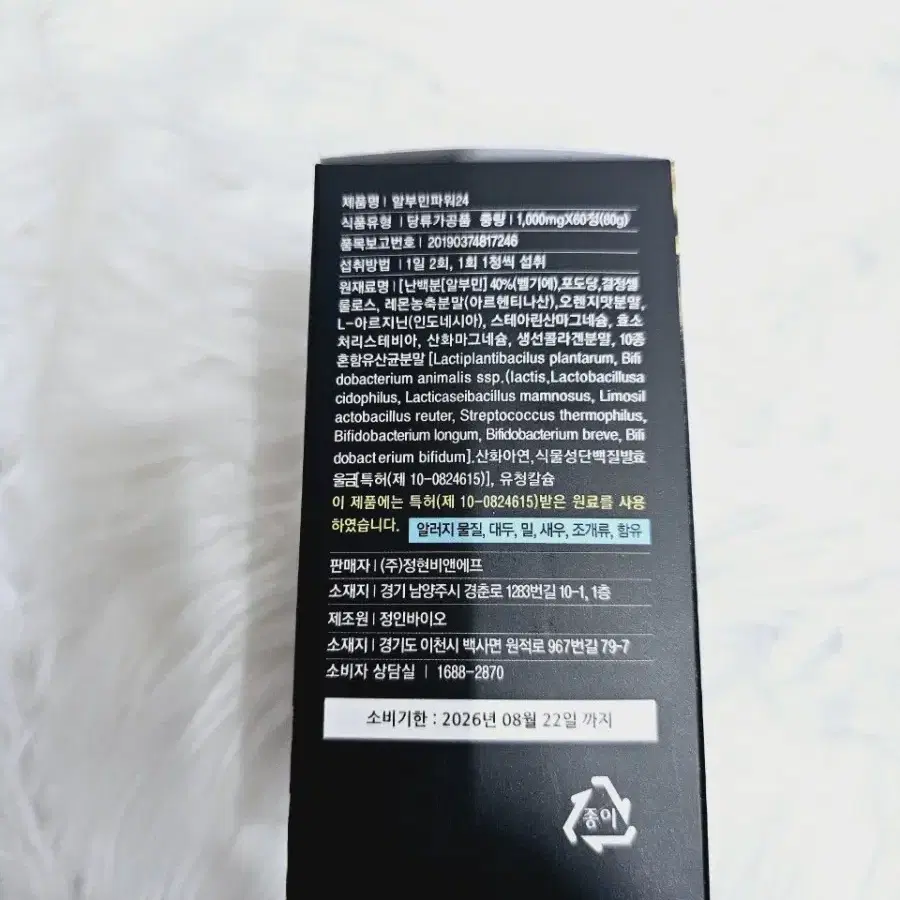 제품명 | 알부민파워24
식품유형 | 당류가공품 중량 | 1,000mgX60정(60g)
품목보고번호 | 20190374817246
섭취방법 | 1일 2회, 1회 1정씩 섭취
원재료명 | [난백분[알부민] 40%(벨기에),포도당,결정셀
룰로스, 레몬농축분말(아르헨티나산),오렌지맛분말,
L-아르지닌(인도네시아), 스테아린산마그네슘, 효소
처리스테비아, 산화마그네슘, 생선콜라겐분말, 10종
혼합유산균분말 [Lactiplantibacilus plantarum, Bifi
dobacterium animalis ssp.(lactis,Lactobacillusa
cidophilus, Lacticaseibacillus mamnosus, Limosil
actobacillus reuter, Streptococcus thermophilus,
Bifidobacterium longum, Bifidobacterium breve, Bifi
dobact erium bifidum].산화아연,식물성단백질발효
울금[특허(제 10-0824615)], 유청칼슘
이 제품에는 특허(제 10-0824615)받은 원료를 사용
하였습니다. 알러지 물질, 대두, 밀, 새우, 조개류, 함유
판매자 | (주)정현비앤에프
소재지 | 경기 남양주시 경춘로 1283번길 10-1, 1층
제조원 | 정인바이오
소재지 | 경기도 이천시 백사면 원적로 967번길 79-7
소비자 상담실 | 1688-2870
소비기한 : 2026년 08월 22일 까지
종이